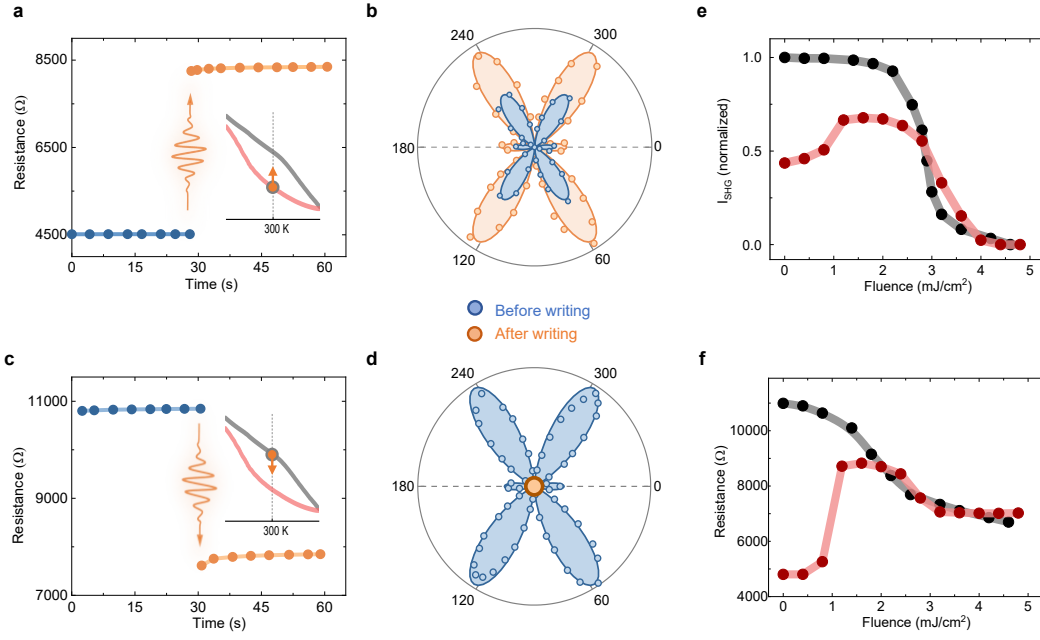 a
8500
6500
4500
Resistance (Ω)
0
15
30
45
60
Time (s)
300 K
b
240
300
180
0
120
60
e
1.0
0.5
0.0
I_SHG (normalized)
0
1
2
3
4
5
Fluence (mJ/cm²)
Before writing
After writing
c
11000
9000
7000
Resistance (Ω)
0
15
30
45
60
Time (s)
300 K
d
240
300
180
0
120
60
f
10000
8000
6000
4000
Resistance (Ω)
0
1
2
3
4
5
Fluence (mJ/cm²)